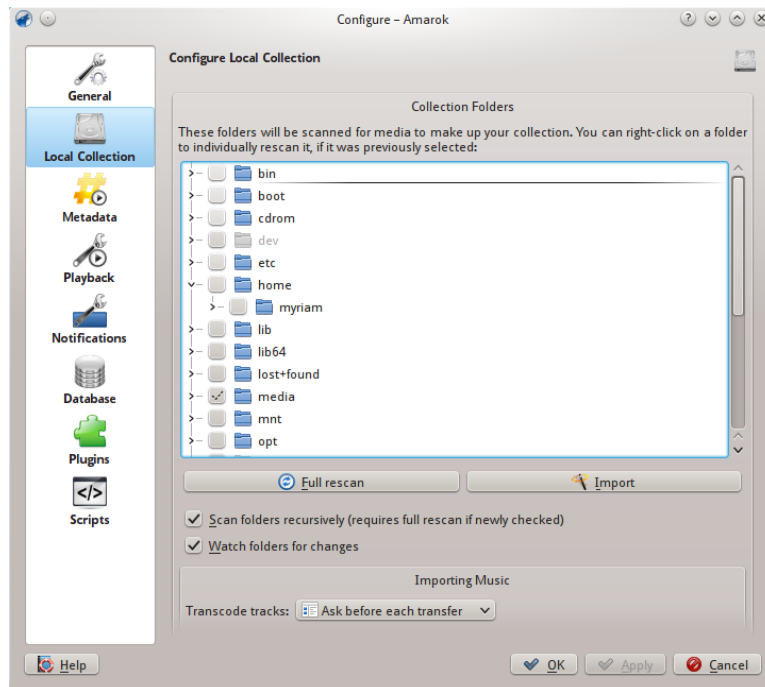 Configure – Amarok
General
Local Collection
Metadata
Playback
Notifications
Database
Plugins
Scripts
Configure Local Collection
Collection Folders
These folders will be scanned for media to make up your collection. You can right-click on a folder
to individually rescan it, if it was previously selected:
bin
boot
cdrom
dev
etc
home
myriam
lib
lib64
lost+found
media
mnt
opt
Full rescan
Import
Scan folders recursively (requires full rescan if newly checked)
Watch folders for changes
Importing Music
Transcode tracks: Ask before each transfer
Help
OK
Apply
Cancel